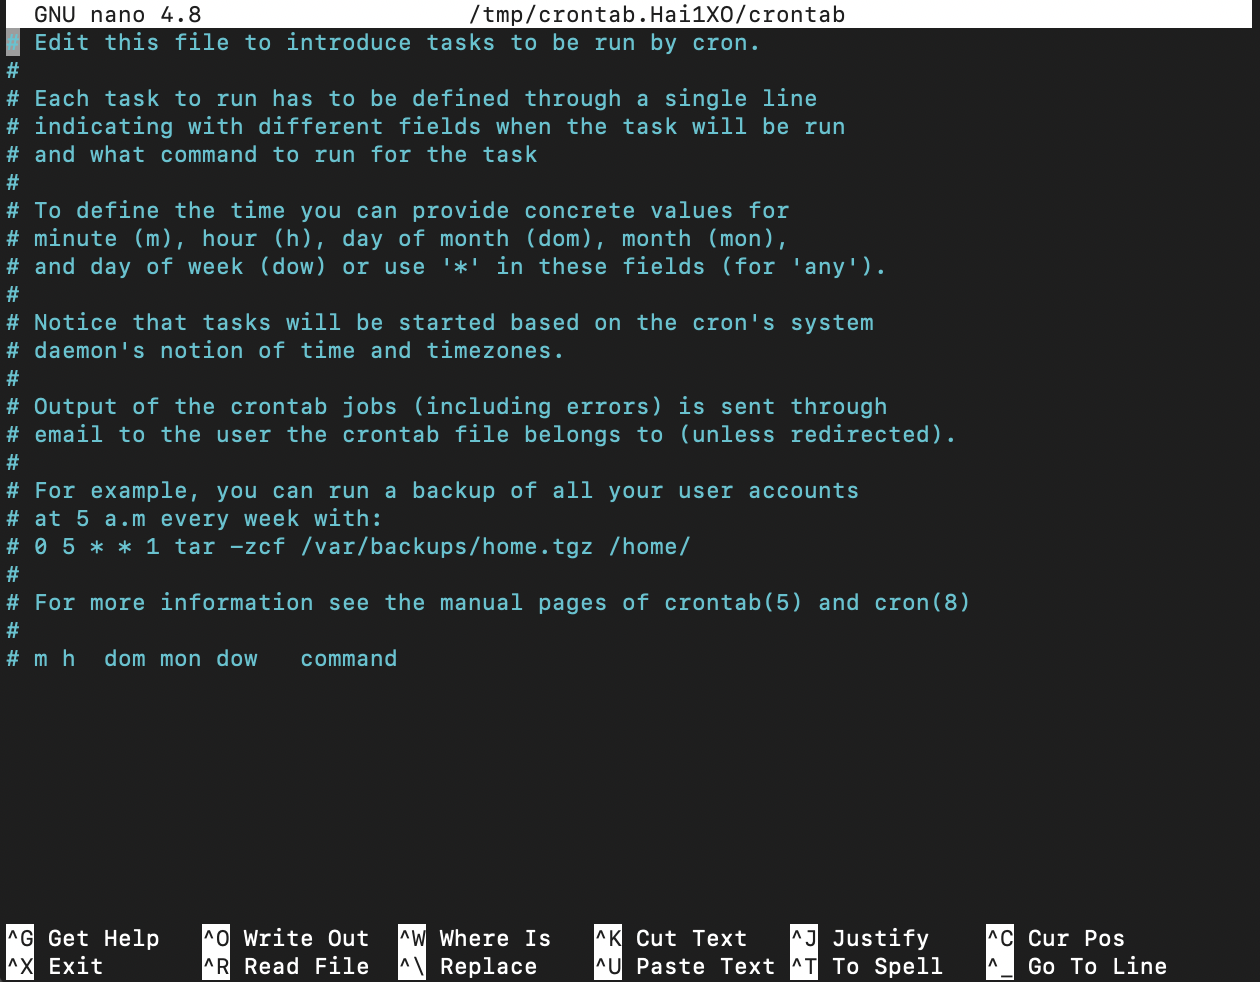 GNU nano 4.8 /tmp/crontab.Hai1XO/crontab
# Edit this file to introduce tasks to be run by cron.
#
# Each task to run has to be defined through a single line
# indicating with different fields when the task will be run
# and what command to run for the task
#
# To define the time you can provide concrete values for
# minute (m), hour (h), day of month (dom), month (mon),
# and day of week (dow) or use '*' in these fields (for 'any').
#
# Notice that tasks will be started based on the cron's system
# daemon's notion of time and timezones.
#
# Output of the crontab jobs (including errors) is sent through
# email to the user the crontab file belongs to (unless redirected).
#
# For example, you can run a backup of all your user accounts
# at 5 a.m every week with:
# 0 5 * * 1 tar -zcf /var/backups/home.tgz /home/
#
# For more information see the manual pages of crontab(5) and cron(8)
#
# m h  dom mon dow   command
^G Get Help ^O Write Out ^W Where Is ^K Cut Text ^J Justify ^C Cur Pos
^X Exit ^R Read File ^\ Replace ^U Paste Text ^T To Spell ^_ Go To Line